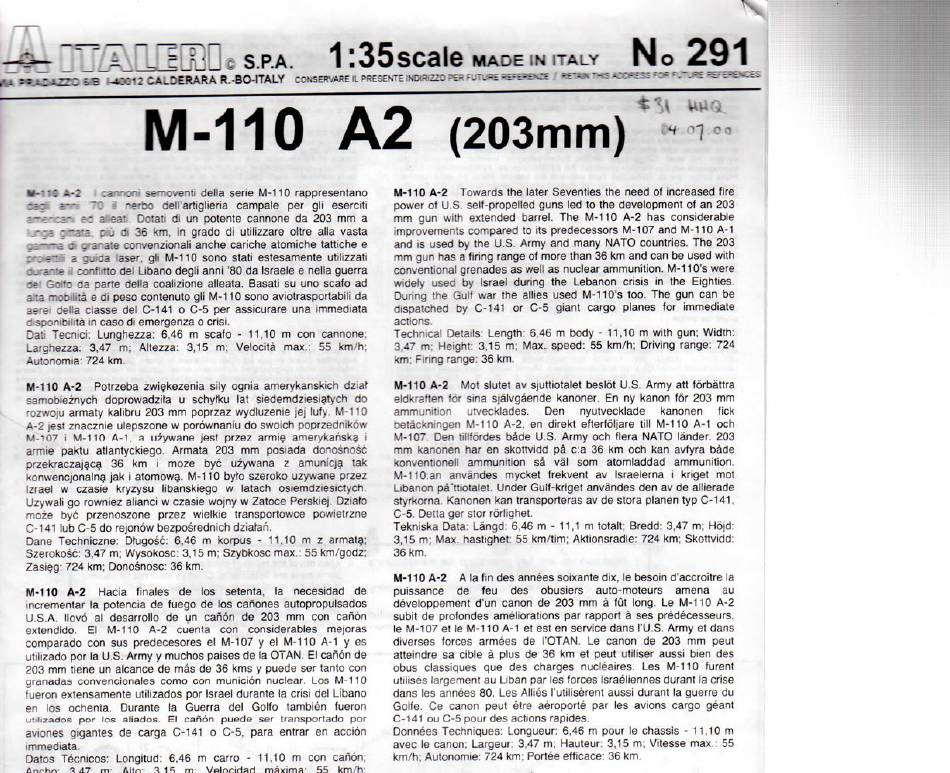 ITALERI © S.P.A. 1:35 scale MADE IN ITALY No 291
VIA PRADAZZO 6/B I-40012 CALDERARA R.-BO-ITALY CONSERVARE IL PRESENTE INDIRIZZO PER FUTURE REFERENZE / RETAIN THIS ADDRESS FOR FUTURE REFERENCES
M-110 A2 (203mm)
$31 HHQ
04.07.00
M-110 A-2 I cannoni semoventi della serie M-110 rappresentano
dagli anni '70 il nerbo dell'artiglieria campale per gli eserciti
americani ed alleati. Dotati di un potente cannone da 203 mm a
lunga gittata, più di 36 km, in grado di utilizzare oltre alla vasta
gamma di granate convenzionali anche cariche atomiche tattiche e
proiettili a guida laser, gli M-110 sono stati estesamente utilizzati
durante il conflitto del Libano degli anni '80 da Israele e nella guerra
del Golfo da parte della coalizione alleata. Basati su uno scafo ad
alta mobilità e di peso contenuto gli M-110 sono aviotrasportabili da
aerei della classe del C-141 o C-5 per assicurare una immediata
disponibilità in caso di emergenza o crisi.
Dati Tecnici: Lunghezza: 6,46 m scafo - 11,10 m con cannone;
Larghezza: 3,47 m; Altezza: 3,15 m; Velocità max.: 55 km/h;
Autonomia: 724 km.
M-110 A-2 Potrzeba zwiękezenia sily ognia amerykanskich dział
samobieżnych doprowadziła u schyłku lat siedemdziesiątych do
rozwoju armaty kalibru 203 mm poprzaz wydluzenie jej lufy. M-110
A-2 jest znacznie ulepszone w porównaniu do swoich poprzedników
M-107 i M-110 A-1, a używane jest przez armię amerykańską i
armie paktu atlantyckiego. Armata 203 mm posiada donośność
przekraczającą 36 km i moze być używana z amunicją tak
konwencjonalną jak i atomową. M-110 było szeroko uzywane przez
Izrael w czasie kryzysu libanskiego w latach osiemdziesictych.
Uzywali go rowniez alianci w czasie wojny w Zatoce Perskiej. Działo
może być przenoszone przez wielkie transportowce powietrzne
C-141 lub C-5 do rejonów bezpośrednich działań.
Dane Techniczne: Długość: 6,46 m korpus - 11,10 m z armatą;
Szerokość: 3,47 m; Wysokosc: 3,15 m; Szybkosc max.: 55 km/godz;
Zasięg: 724 km; Donośnosc: 36 km.
M-110 A-2 Hacia finales de los setenta, la necesidad de
incrementar la potencia de fuego de los cañones autopropulsados
U.S.A. llovó al desarrollo de un cañón de 203 mm con cañón
extendido. El M-110 A-2 cuenta con considerables mejoras
comparado con sus predecesores el M-107 y el M-110 A-1 y es
utilizado por la U.S. Army y muchos paises de la OTAN. El cañón de
203 mm tiene un alcance de más de 36 kms y puede ser tanto con
granadas convencionales como con munición nuclear. Los M-110
fueron extensamente utilizados por Israel durante la crisi del Libano
en los ochenta. Durante la Guerra del Golfo también fueron
utilizados por los aliados. El cañón puede ser transportado por
aviones gigantes de carga C-141 o C-5, para entrar en acción
immediata.
Datos Técnicos: Longitud: 6,46 m carro - 11,10 m con cañón;
Ancho: 3,47 m; Alto: 3,15 m; Velocidad máxima: 55 km/h;
M-110 A-2 Towards the later Seventies the need of increased fire
power of U.S. self-propelled guns led to the development of an 203
mm gun with extended barrel. The M-110 A-2 has considerable
improvements compared to its predecessors M-107 and M-110 A-1
and is used by the U.S. Army and many NATO countries. The 203
mm gun has a firing range of more than 36 km and can be used with
conventional grenades as well as nuclear ammunition. M-110's were
widely used by Israel during the Lebanon crisis in the Eighties.
During the Gulf war the allies used M-110's too. The gun can be
dispatched by C-141 or C-5 giant cargo planes for immediate
actions.
Technical Details: Length: 6,46 m body - 11,10 m with gun; Width:
3,47 m; Height: 3,15 m; Max. speed: 55 km/h; Driving range: 724
km; Firing range: 36 km.
M-110 A-2 Mot slutet av sjuttiotalet beslöt U.S. Army att förbättra
eldkraften för sina självgående kanoner. En ny kanon för 203 mm
ammunition utvecklades. Den nyutvecklade kanonen fick
betäckningen M-110 A-2, en direkt efterföljare till M-110 A-1 och
M-107. Den tillfördes både U.S. Army och flera NATO länder. 203
mm kanonen har en skottvidd på c:a 36 km och kan avfyra både
konventionell ammunition så väl som atomladdad ammunition.
M-110:an användes mycket frekvent av Israelerna i kriget mot
Libanon på ̈ttiotalet. Under Gulf-kriget användes den av de allierade
styrkorna. Kanonen kan transporteras av de stora planen typ C-141,
C-5. Detta ger stor rörlighet.
Tekniska Data: Längd: 6,46 m - 11,1 m totalt; Bredd: 3,47 m; Höjd:
3,15 m; Max. hastighet: 55 km/tim; Aktionsradie: 724 km; Skottvidd:
36 km.
M-110 A-2 A la fin des années soixante dix, le besoin d'accroître la
puissance de feu des obusiers auto-moteurs amena au
développement d'un canon de 203 mm à fût long. Le M-110 A-2
subit de profondes améliorations par rapport à ses prédécesseurs,
le M-107 et le M-110 A-1 et est en service dans l'U.S. Army et dans
diverses forces armées de l'OTAN. Le canon de 203 mm peut
atteindre sa cible à plus de 36 km et peut utiliser aussi bien des
obus classiques que des charges nucléaires. Les M-110 furent
utilisés largement au Liban par les forces Israéliennes durant la crise
dans les années 80. Les Alliés l'utilisèrent aussi durant la guerre du
Golfe. Ce canon peut étre aéroporté par les avions cargo géant
C-141 ou C-5 pour des actions rapides.
Données Techniques: Longueur: 6,46 m pour le chassis - 11,10 m
avec le canon; Largeur: 3,47 m; Hauteur: 3,15 m; Vitesse max.: 55
km/h; Autonomie: 724 km; Portée efficace: 36 km.